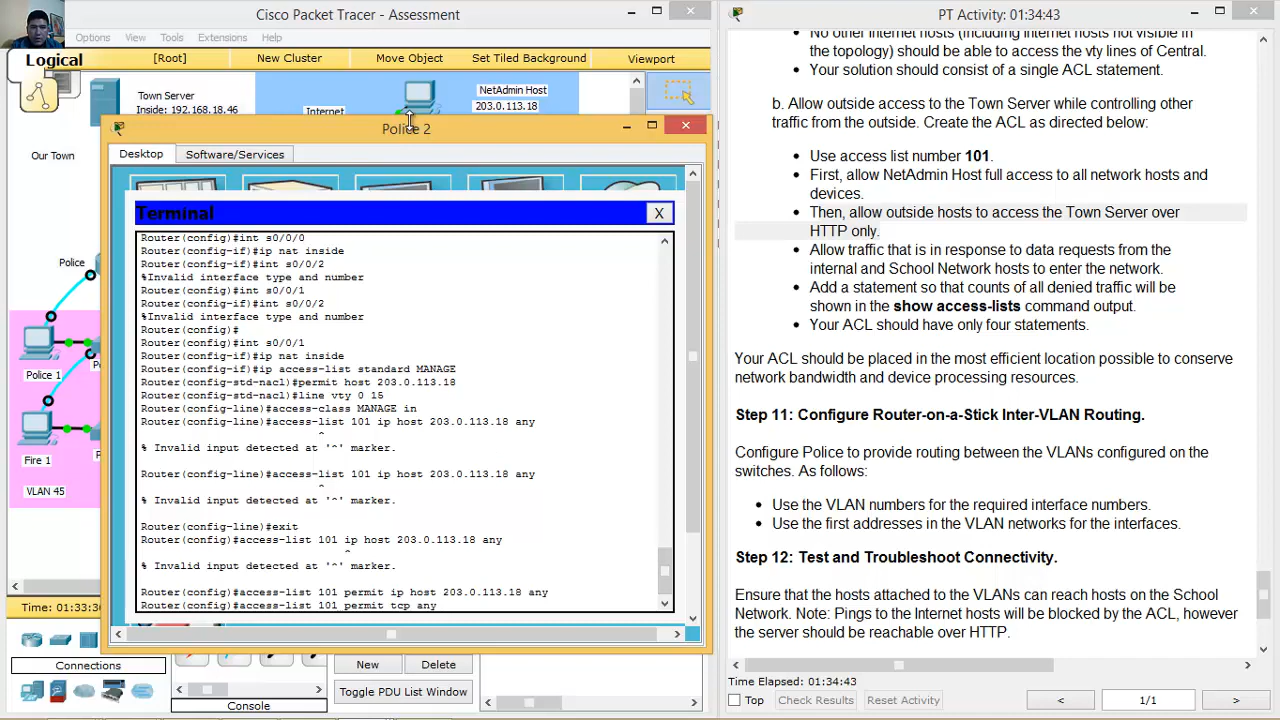 Cisco Packet Tracer - Assessment
Options View Tools Extensions Help
Logical [Root] New Cluster Move Object Set Tiled Background Viewport
Town Server
Inside: 192.168.18.46
Internet
NetAdmin Host
203.0.113.18
Our Town
Police
Police 1
Fire 1
VLAN 45
Police 2
Desktop Software/Services
Terminal X
Router(config)#int s0/0/0
Router(config-if)#ip nat inside
Router(config-if)#int s0/0/2
%Invalid interface type and number
Router(config)#int s0/0/1
Router(config-if)#int s0/0/2
%Invalid interface type and number
Router(config)#
Router(config)#int s0/0/1
Router(config-if)#ip nat inside
Router(config-if)#ip access-list standard MANAGE
Router(config-std-nacl)#permit host 203.0.113.18
Router(config-std-nacl)#line vty 0 15
Router(config-line)#access-class MANAGE in
Router(config-line)#access-list 101 ip host 203.0.113.18 any
^
% Invalid input detected at '^' marker.
Router(config-line)#access-list 101 ip host 203.0.113.18 any
^
% Invalid input detected at '^' marker.
Router(config-line)#exit
Router(config)#access-list 101 ip host 203.0.113.18 any
^
% Invalid input detected at '^' marker.
Router(config)#access-list 101 permit ip host 203.0.113.18 any
Router(config)#access-list 101 permit tcp any
Time: 01:33:3
Connections
New Delete
Toggle PDU List Window
Console
PT Activity: 01:34:43
No other Internet hosts (including Internet hosts not visible in
the topology) should be able to access the vty lines of Central.
• Your solution should consist of a single ACL statement.
b. Allow outside access to the Town Server while controlling other
traffic from the outside. Create the ACL as directed below:
• Use access list number 101.
• First, allow NetAdmin Host full access to all network hosts and
devices.
• Then, allow outside hosts to access the Town Server over
HTTP only.
• Allow traffic that is in response to data requests from the
internal and School Network hosts to enter the network.
• Add a statement so that counts of all denied traffic will be
shown in the show access-lists command output.
• Your ACL should have only four statements.
Your ACL should be placed in the most efficient location possible to conserve
network bandwidth and device processing resources.
Step 11: Configure Router-on-a-Stick Inter-VLAN Routing.
Configure Police to provide routing between the VLANs configured on the
switches. As follows:
• Use the VLAN numbers for the required interface numbers.
• Use the first addresses in the VLAN networks for the interfaces.
Step 12: Test and Troubleshoot Connectivity.
Ensure that the hosts attached to the VLANs can reach hosts on the School
Network. Note: Pings to the Internet hosts will be blocked by the ACL, however
the server should be reachable over HTTP.
Time Elapsed: 01:34:43
Top Check Results Reset Activity < 1/1 >